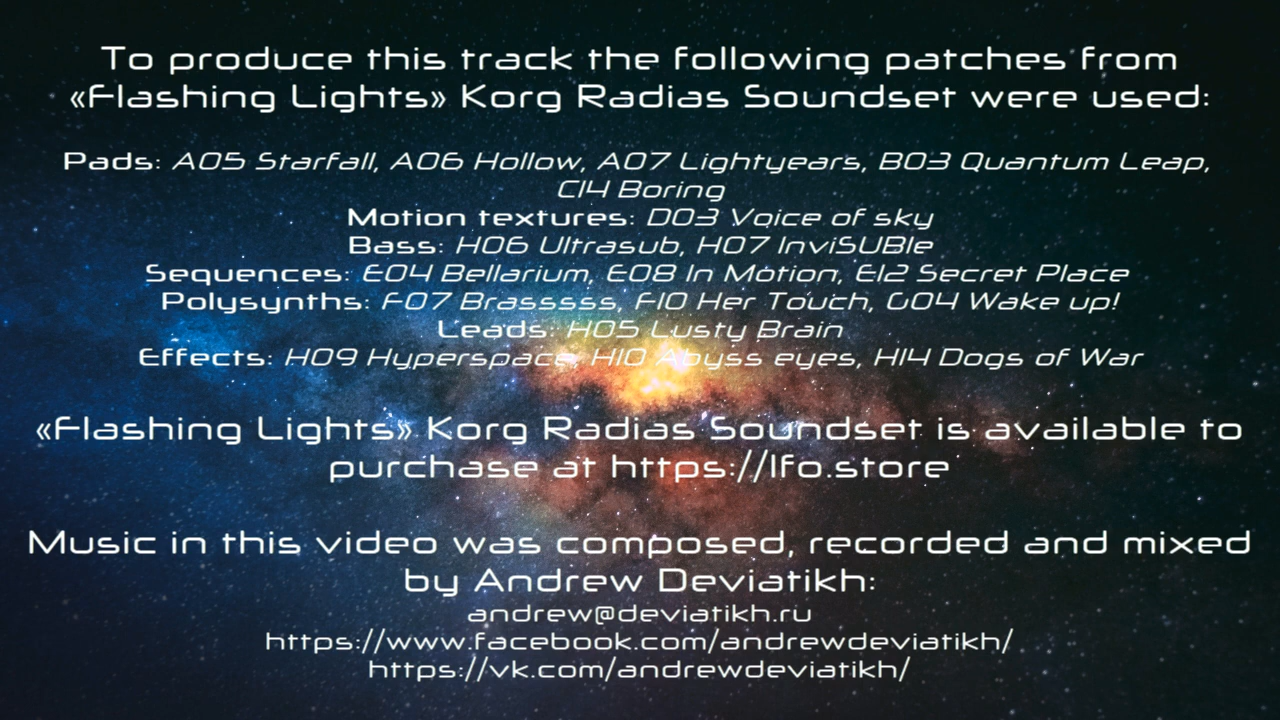 To produce this track the following patches from
«Flashing Lights» Korg Radias Soundset were used:
Pads: A05 Starfall, A06 Hollow, A07 Lightyears, B03 Quantum Leap,
C14 Boring
Motion textures: D03 Voice of sky
Bass: H06 Ultrasub, H07 InviSUBle
Sequences: E04 Bellarium, E08 In Motion, E12 Secret Place
Polysynths: F07 Brasssss, F10 Her Touch, G04 Wake up!
Leads: H05 Lusty Brain
Effects: H09 Hyperspace, H10 Abyss eyes, H14 Dogs of War
«Flashing Lights» Korg Radias Soundset is available to
purchase at https://lfo.store
Music in this video was composed, recorded and mixed
by Andrew Deviatikh:
andrew@deviatikh.ru
https://www.facebook.com/andrewdeviatikh/
https://vk.com/andrewdeviatikh/